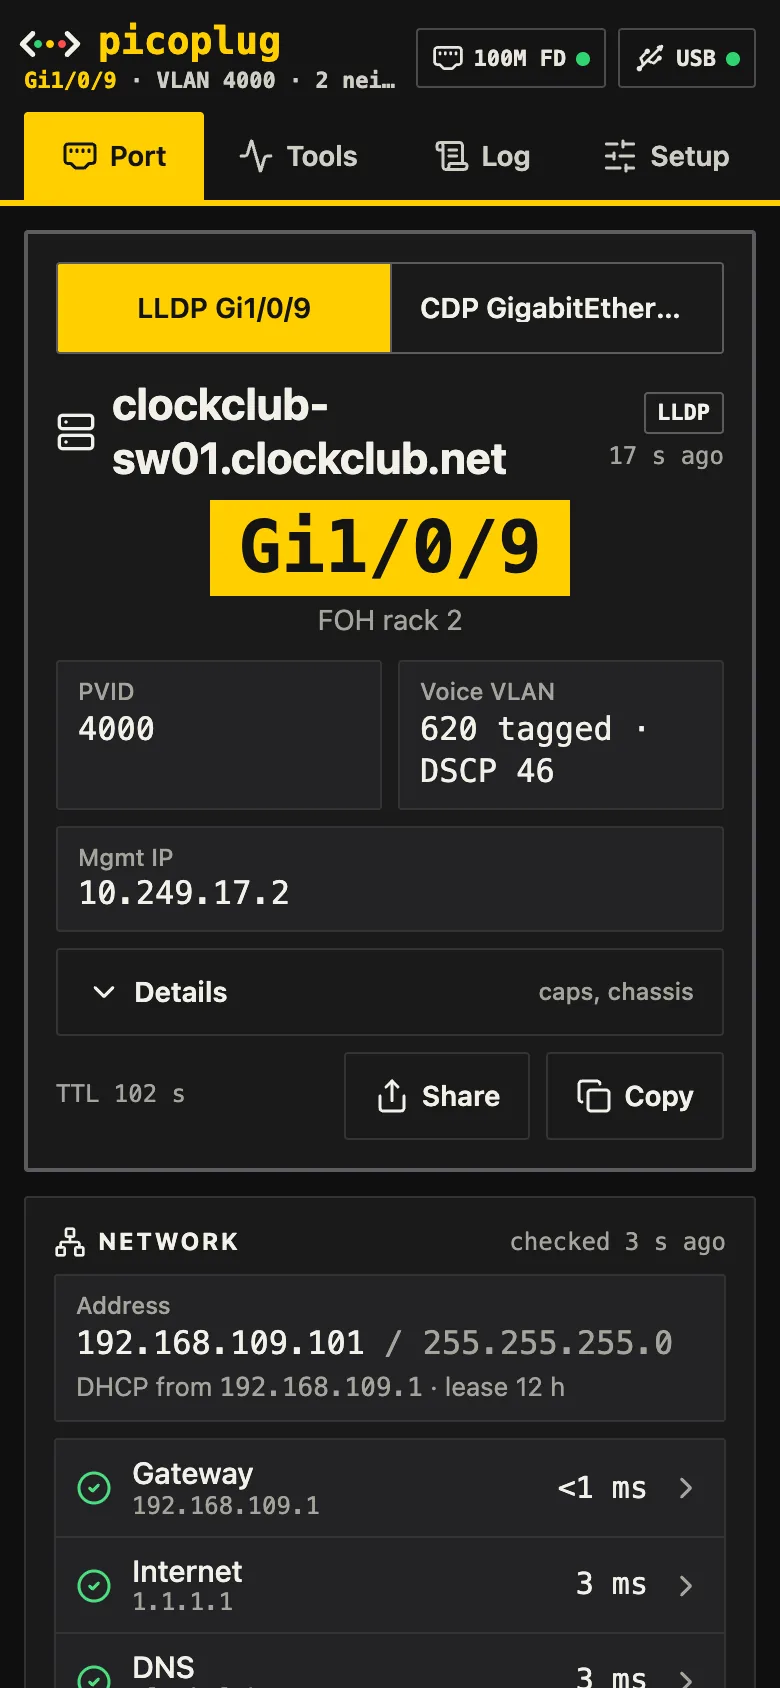 picoplug
Gi1/0/9 · VLAN 4000 · 2 nei…
100M FD
USB
Port
Tools
Log
Setup
LLDP Gi1/0/9
CDP GigabitEther…
clockclub-
sw01.clockclub.net
LLDP
17 s ago
Gi1/0/9
FOH rack 2
PVID
4000
Voice VLAN
620 tagged ·
DSCP 46
Mgmt IP
10.249.17.2
Details
caps, chassis
TTL 102 s
Share
Copy
NETWORK
checked 3 s ago
Address
192.168.109.101 / 255.255.255.0
DHCP from 192.168.109.1 · lease 12 h
Gateway
<1 ms
192.168.109.1
Internet
3 ms
1.1.1.1
DNS
3 ms